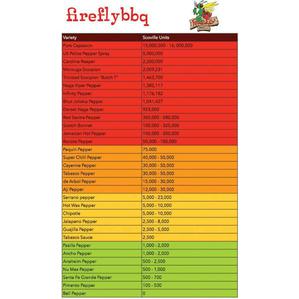 fireflybbq
Variety Scoville Units
Pure Capsaicin 15,000,000 - 16,000,000
US Police Pepper Spray 5,000,000
Carolina Reaper 2,200,000
Moruaga Scorpion 2,009,231
Trinidad Scorpion "Butch T" 1,463,700
Naga Viper Pepper 1,382,118
Infinity Pepper 1,176,182
Bhut Jolokia Pepper 1,041,427
Dorset Naga Pepper 923,000
Red Savina Pepper 350,000 - 580,000
Scotch Bonnet 100,000 - 325,000
Jamaican Hot Pepper 100,000 - 200,000
Rocoto Pepper 50,000 - 100,000
Pequin Pepper 75,000
Super Chili Pepper 40,000 - 50,000
Cayenne Pepper 30,000 - 50,000
Tabasco Pepper 30,000 - 50,000
de Arbol Pepper 15,000 - 30,000
Aji Pepper 12,000 - 30,000
Serrano Pepper 5,000 - 23,000
Hot Wax Pepper 5,000 - 10,000
Chipotle 5,000 - 10,000
Jalapeno Pepper 2,500 - 8,000
Guajilla Pepper 2,500 - 5,000
Tabasco Sauce 2,500
Pasilla Pepper 1,000 - 2,000
Ancho Pepper 1,000 - 2,000
Anaheim Pepper 500 - 2,500
Nu Mex Pepper 500 - 1,000
Santa Fe Grande Pepper 500 - 700
Pimento Pepper 100 - 500
Bell Pepper 0